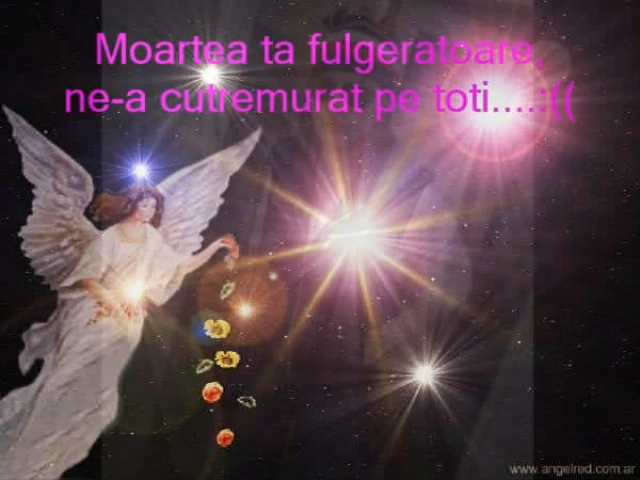 Moartea ta fulgeratoare,
ne-a cutremurat pe toti....:((
www.angelred.com.ar